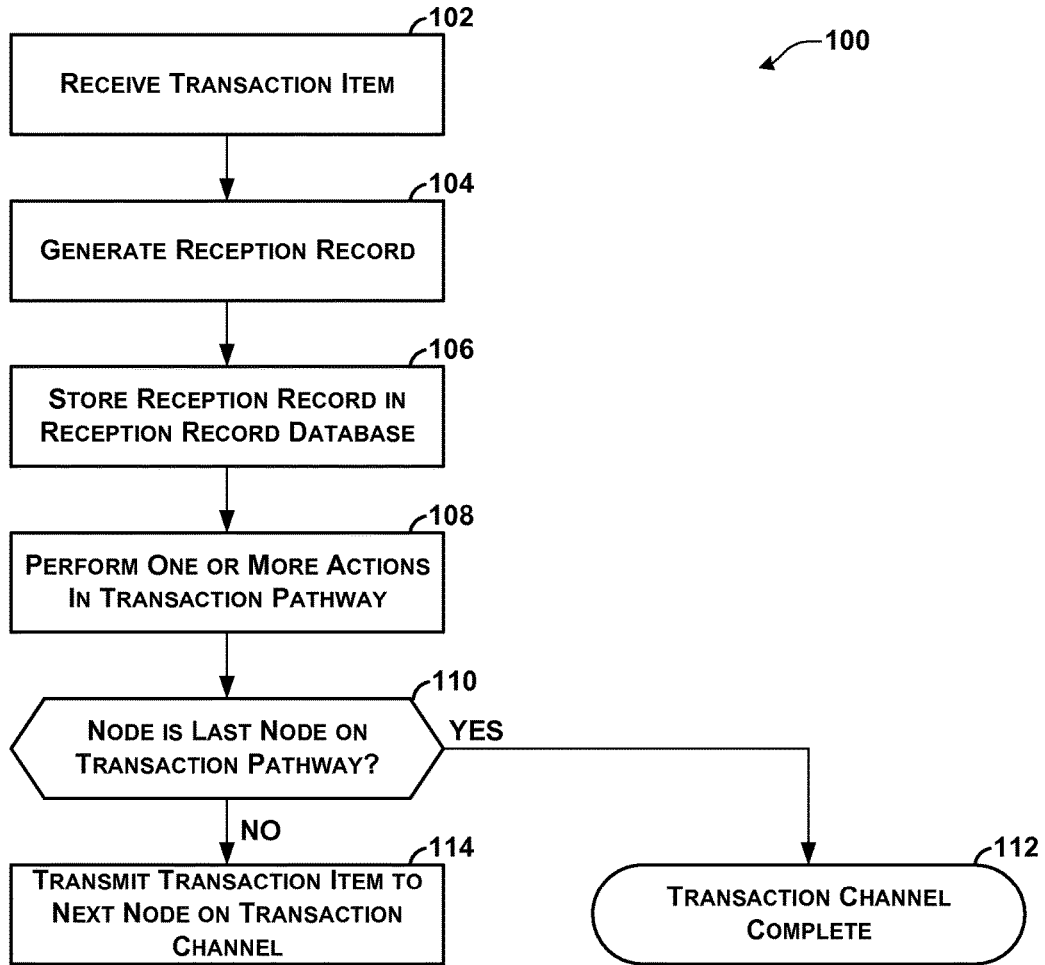 102
100
RECEIVE TRANSACTION ITEM
104
GENERATE RECEPTION RECORD
106
STORE RECEPTION RECORD IN
RECEPTION RECORD DATABASE
108
PERFORM ONE OR MORE ACTIONS
IN TRANSACTION PATHWAY
110
NODE IS LAST NODE ON
TRANSACTION PATHWAY?
YES
NO
114
TRANSMIT TRANSACTION ITEM TO
NEXT NODE ON TRANSACTION
CHANNEL
112
TRANSACTION CHANNEL
COMPLETE